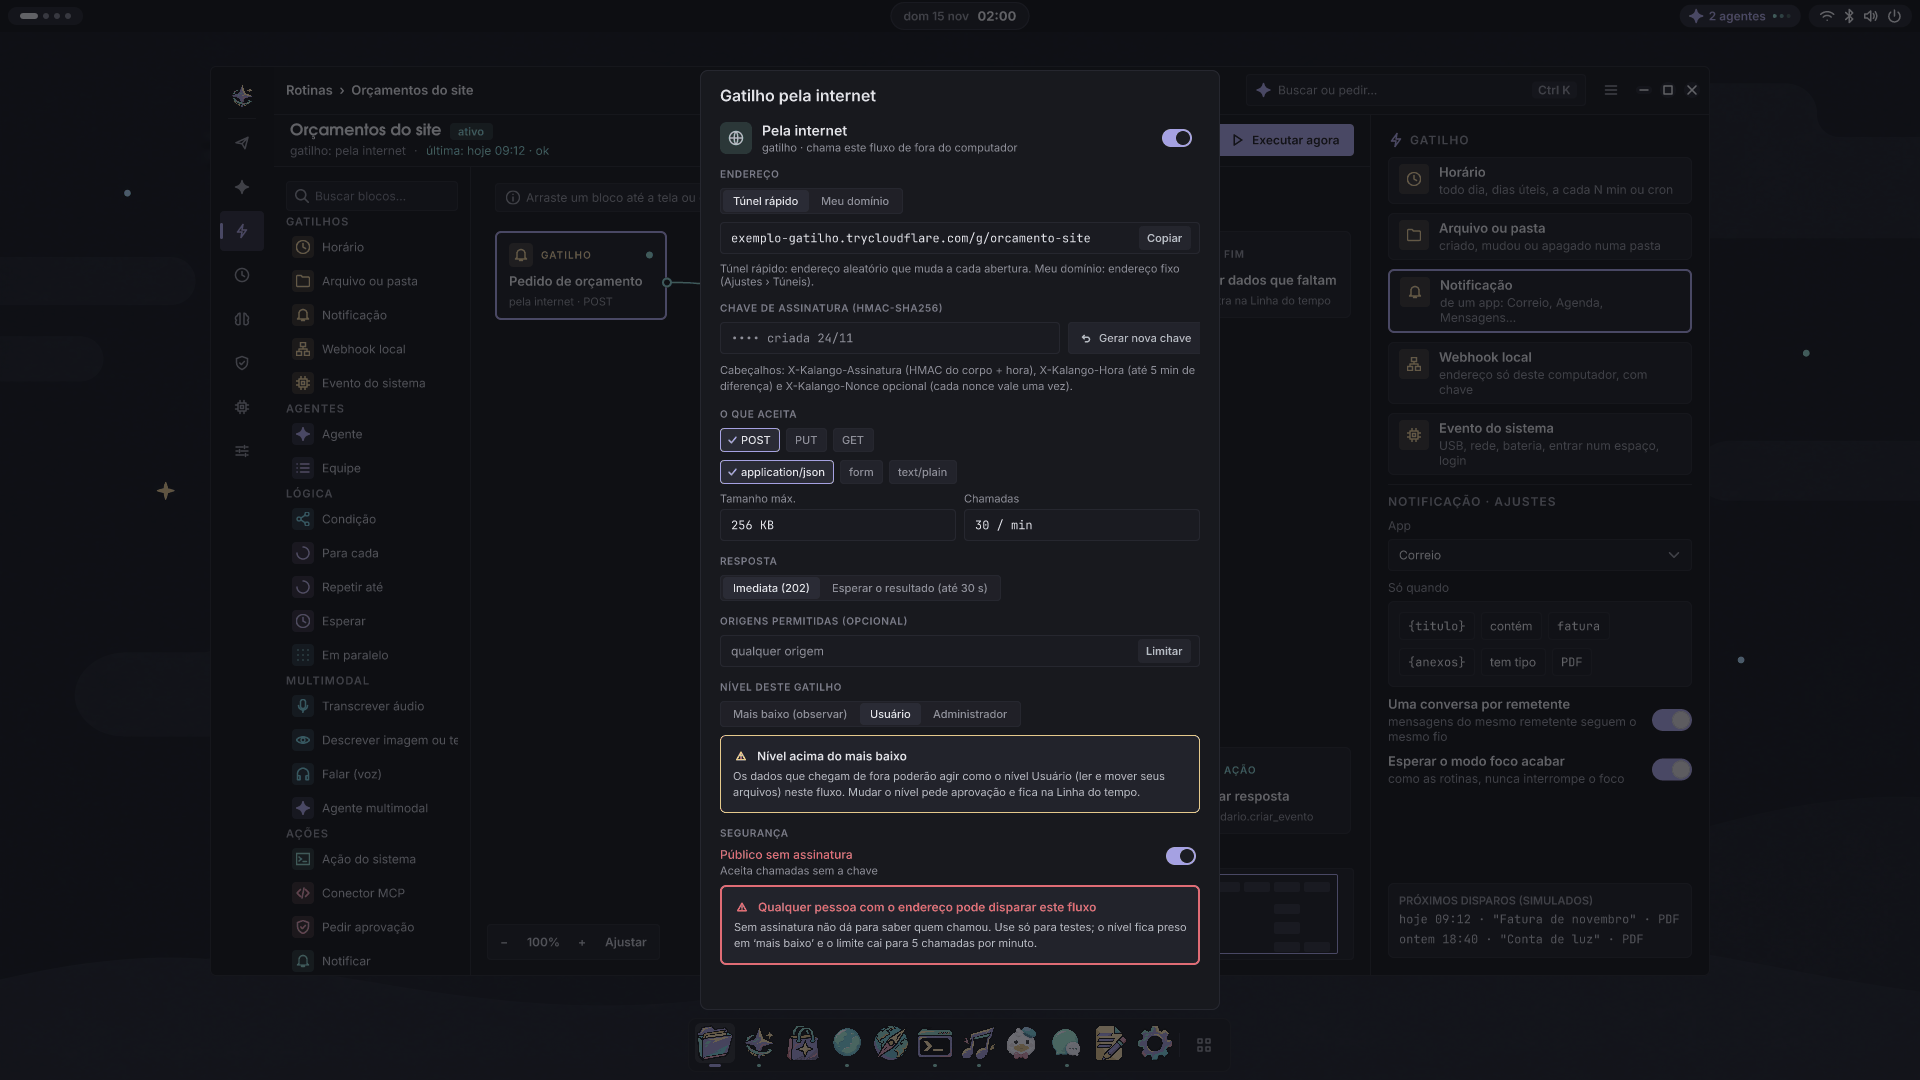 dom 15 nov 02:00
2 agentes
Rotinas › Orçamentos do site
Buscar ou pedir...
Ctrl K
Orçamentos do site
ativo
gatilho: pela internet · última: hoje 09:12 · ok
Executar agora
Buscar blocos...
GATILHOS
Horário
Arquivo ou pasta
Notificação
Webhook local
Evento do sistema
AGENTES
Agente
Equipe
LÓGICA
Condição
Para cada
Repetir até
Esperar
Em paralelo
MULTIMODAL
Transcrever áudio
Descrever imagem ou te
Falar (voz)
Agente multimodal
AÇÕES
Ação do sistema
Conector MCP
Pedir aprovação
Notificar
Arraste um bloco até a tela ou
GATILHO
Pedido de orçamento
pela internet · POST
FIM
r dados que faltam
ra na Linha do tempo
AÇÃO
ar resposta
dario.criar_evento
− 100% + Ajustar
Gatilho pela internet
Pela internet
gatilho · chama este fluxo de fora do computador
ENDEREÇO
Túnel rápido
Meu domínio
exemplo-gatilho.trycloudflare.com/g/orcamento-site
Copiar
Túnel rápido: endereço aleatório que muda a cada abertura. Meu domínio: endereço fixo
(Ajustes › Túneis).
CHAVE DE ASSINATURA (HMAC-SHA256)
•••• criada 24/11
Gerar nova chave
Cabeçalhos: X-Kalango-Assinatura (HMAC do corpo + hora), X-Kalango-Hora (até 5 min de
diferença) e X-Kalango-Nonce opcional (cada nonce vale uma vez).
O QUE ACEITA
POST
PUT
GET
application/json
form
text/plain
Tamanho máx.
Chamadas
256 KB
30 / min
RESPOSTA
Imediata (202)
Esperar o resultado (até 30 s)
ORIGENS PERMITIDAS (OPCIONAL)
qualquer origem
Limitar
NÍVEL DESTE GATILHO
Mais baixo (observar)
Usuário
Administrador
Nível acima do mais baixo
Os dados que chegam de fora poderão agir como o nível Usuário (ler e mover seus
arquivos) neste fluxo. Mudar o nível pede aprovação e fica na Linha do tempo.
SEGURANÇA
Público sem assinatura
Aceita chamadas sem a chave
Qualquer pessoa com o endereço pode disparar este fluxo
Sem assinatura não dá para saber quem chamou. Use só para testes; o nível fica preso
em ‘mais baixo’ e o limite cai para 5 chamadas por minuto.
GATILHO
Horário
todo dia, dias úteis, a cada N min ou cron
Arquivo ou pasta
criado, mudou ou apagado numa pasta
Notificação
de um app: Correio, Agenda,
Mensagens...
Webhook local
endereço só deste computador, com
chave
Evento do sistema
USB, rede, bateria, entrar num espaço,
login
NOTIFICAÇÃO · AJUSTES
App
Correio
Só quando
{titulo} contém fatura
{anexos} tem tipo PDF
Uma conversa por remetente
mensagens do mesmo remetente seguem o
mesmo fio
Esperar o modo foco acabar
como as rotinas, nunca interrompe o foco
PRÓXIMOS DISPAROS (SIMULADOS)
hoje 09:12 · "Fatura de novembro" · PDF
ontem 18:40 · "Conta de luz" · PDF